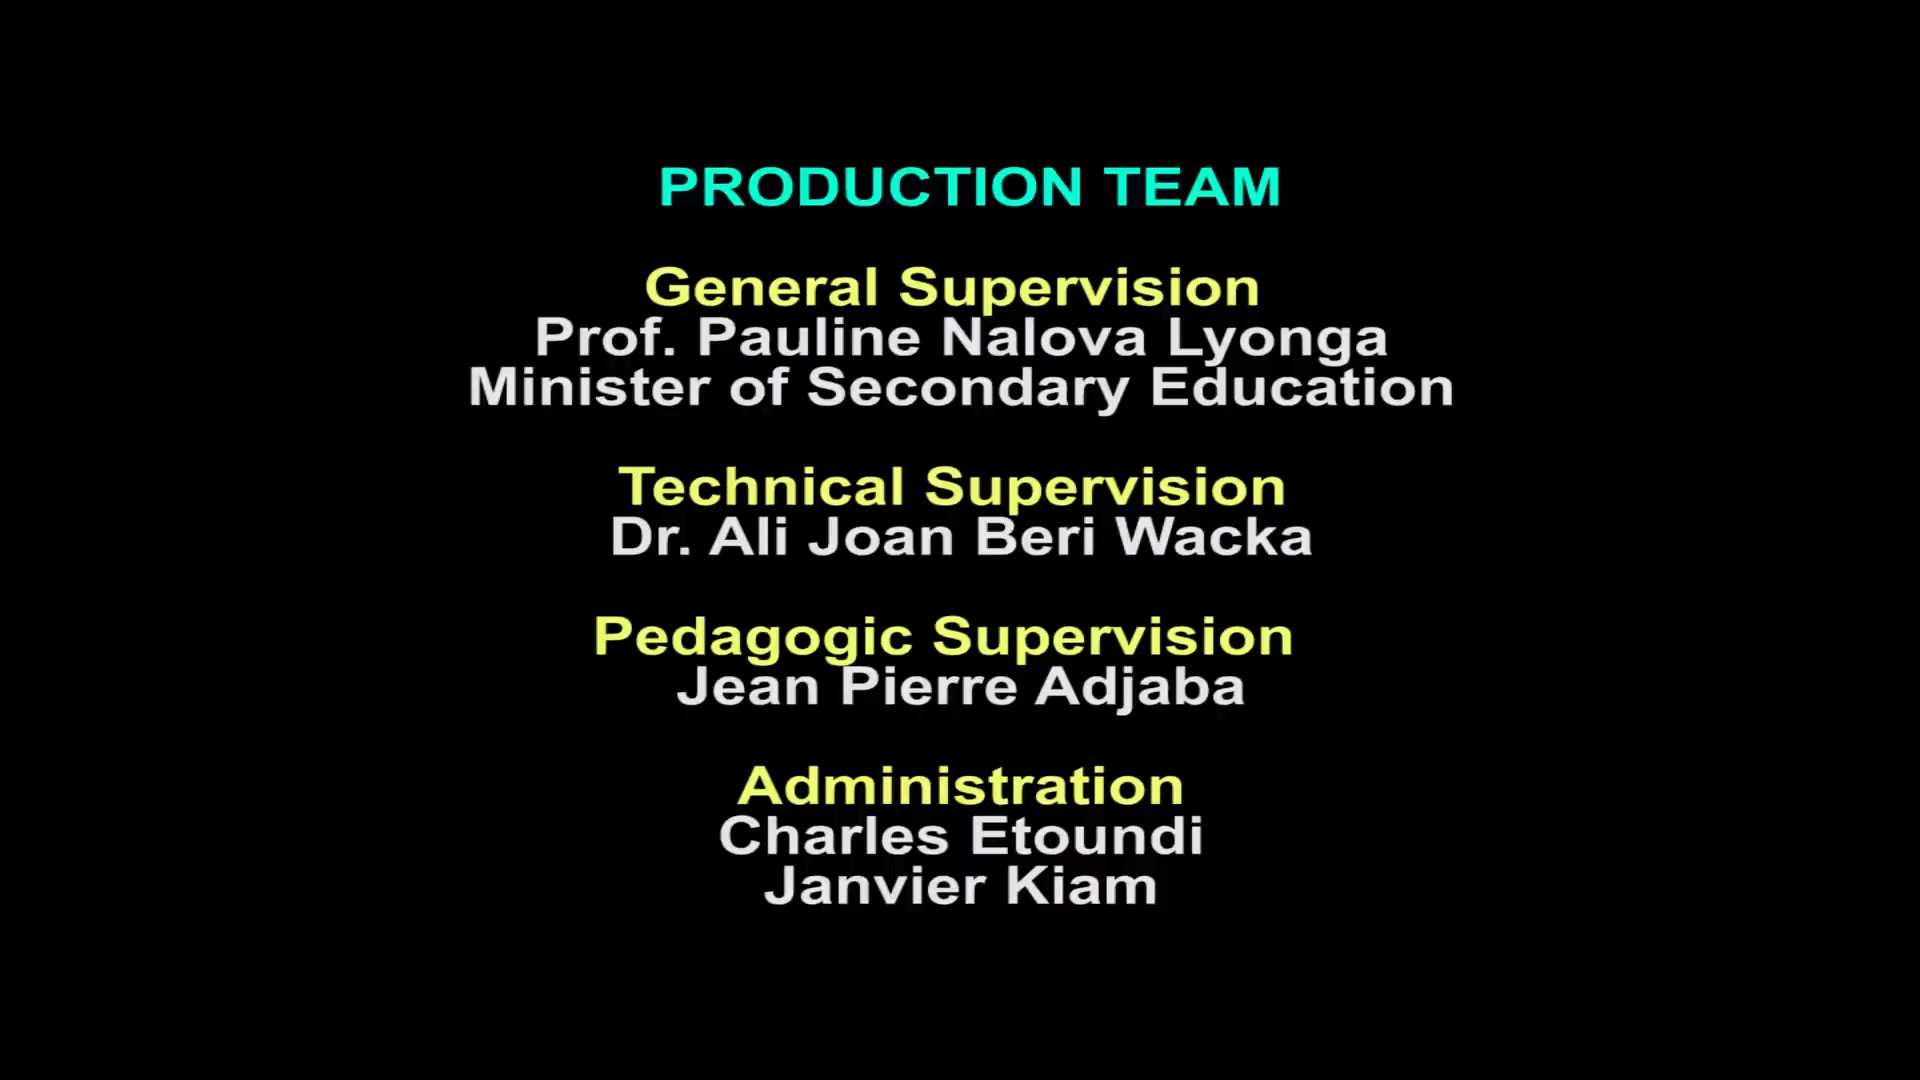 PRODUCTION TEAM
General Supervision
Prof. Pauline Nalova Lyonga
Minister of Secondary Education
Technical Supervision
Dr. Ali Joan Beri Wacka
Pedagogic Supervision
Jean Pierre Adjaba
Administration
Charles Etoundi
Janvier Kiam